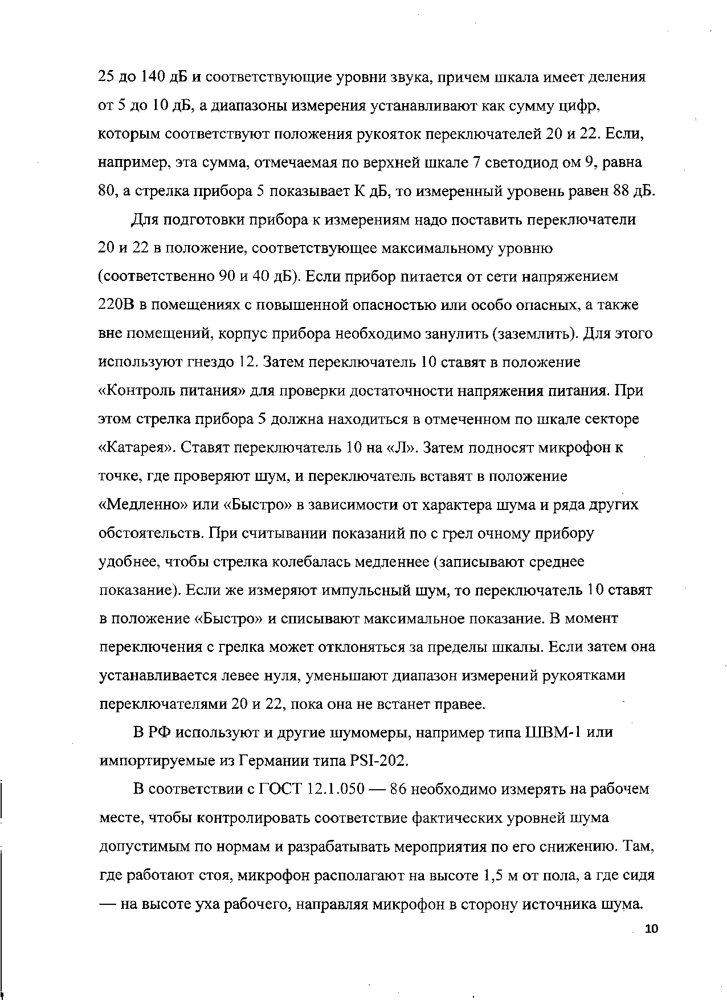 25 до 140 дБ и соответствующие уровни звука, причем шкала имеет деления
от 5 до 10 дБ, а диапазоны измерения устанавливают как сумму цифр,
которым соответствуют положения рукояток переключателей 20 и 22. Если,
например, эта сумма, отмечаемая по верхней шкале 7 светодиод ом 9, равна
80, а стрелка прибора 5 показывает К дБ, то измеренный уровень равен 88 дБ.
Для подготовки прибора к измерениям надо поставить переключатели
20 и 22 в положение, соответствующее максимальному уровню
(соответственно 90 и 40 дБ). Если прибор питается от сети напряжением
220В в помещениях с повышенной опасностью или особо опасных, а также
вне помещений, корпус прибора необходимо занулить (заземлить). Для этого
используют гнездо 12. Затем переключатель 10 ставят в положение
«Контроль питания» для проверки достаточности напряжения питания. При
этом стрелка прибора 5 должна находиться в отмеченном по шкале секторе
«Катарея». Ставят переключатель 10 на «Л». Затем подносят микрофон к
точке, где проверяют шум, и переключатель вставят в положение
«Медленно» или «Быстро» в зависимости от характера шума и ряда других
обстоятельств. При считывании показаний по с грел очному прибору
удобнее, чтобы стрелка колебалась медленнее (записывают среднее
показание). Если же измеряют импульсный шум, то переключатель 10 ставят
в положение «Быстро» и списывают максимальное показание. В момент
переключения с грелка может отклоняться за пределы шкалы. Если затем она
устанавливается левее нуля, уменьшают диапазон измерений рукоятками
переключателями 20 и 22, пока она не встанет правее.
В РФ используют и другие шумомеры, например типа ШВМ-1 или
импортируемые из Германии типа PSI-202.
В соответствии с ГОСТ 12.1.050 — 86 необходимо измерять на рабочем
месте, чтобы контролировать соответствие фактических уровней шума
допустимым по нормам и разрабатывать мероприятия по его снижению. Там,
где работают стоя, микрофон располагают на высоте 1,5 м от пола, а где сидя
— на высоте уха рабочего, направляя микрофон в сторону источника шума.
10